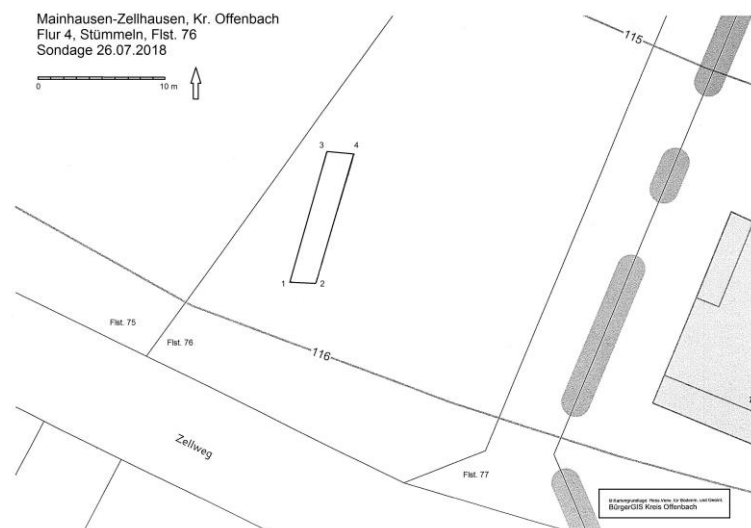 Mainhausen-Zellhausen, Kr. Offenbach
Flur 4, Stümmeln, Flst. 76
Sondage 26.07.2018
0 10 m
115
3 4
1 2
Flst. 75
Flst. 76
116
Zellweg
Flst. 77
BürgerGIS Kreis Offenbach